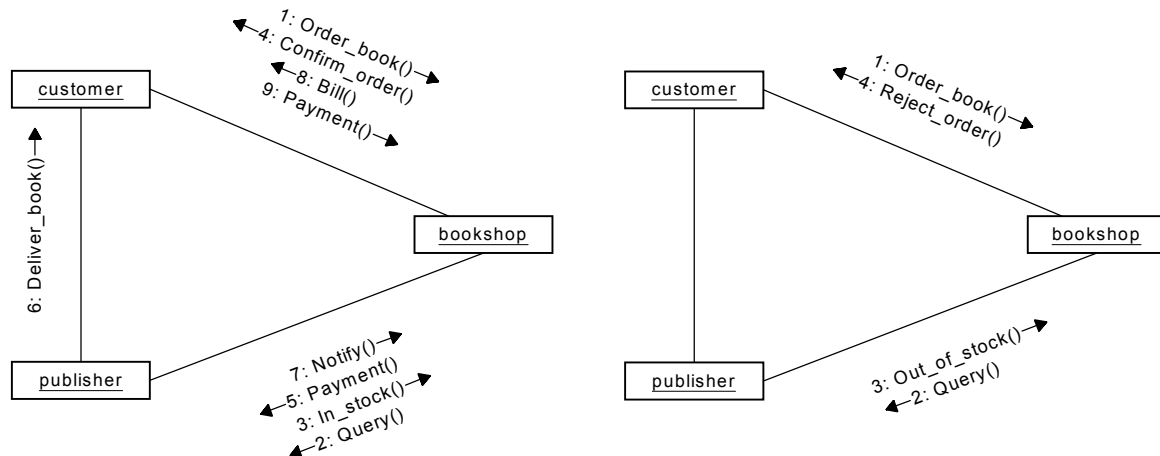 1: Order_book()
4: Confirm_order()
8: Bill()
9: Payment()
customer
6: Deliver_book()
bookshop
publisher
7: Notify()
5: Payment()
3: In_stock()
2: Query()
1: Order_book()
4: Reject_order()
customer
bookshop
publisher
3: Out_of_stock()
2: Query()